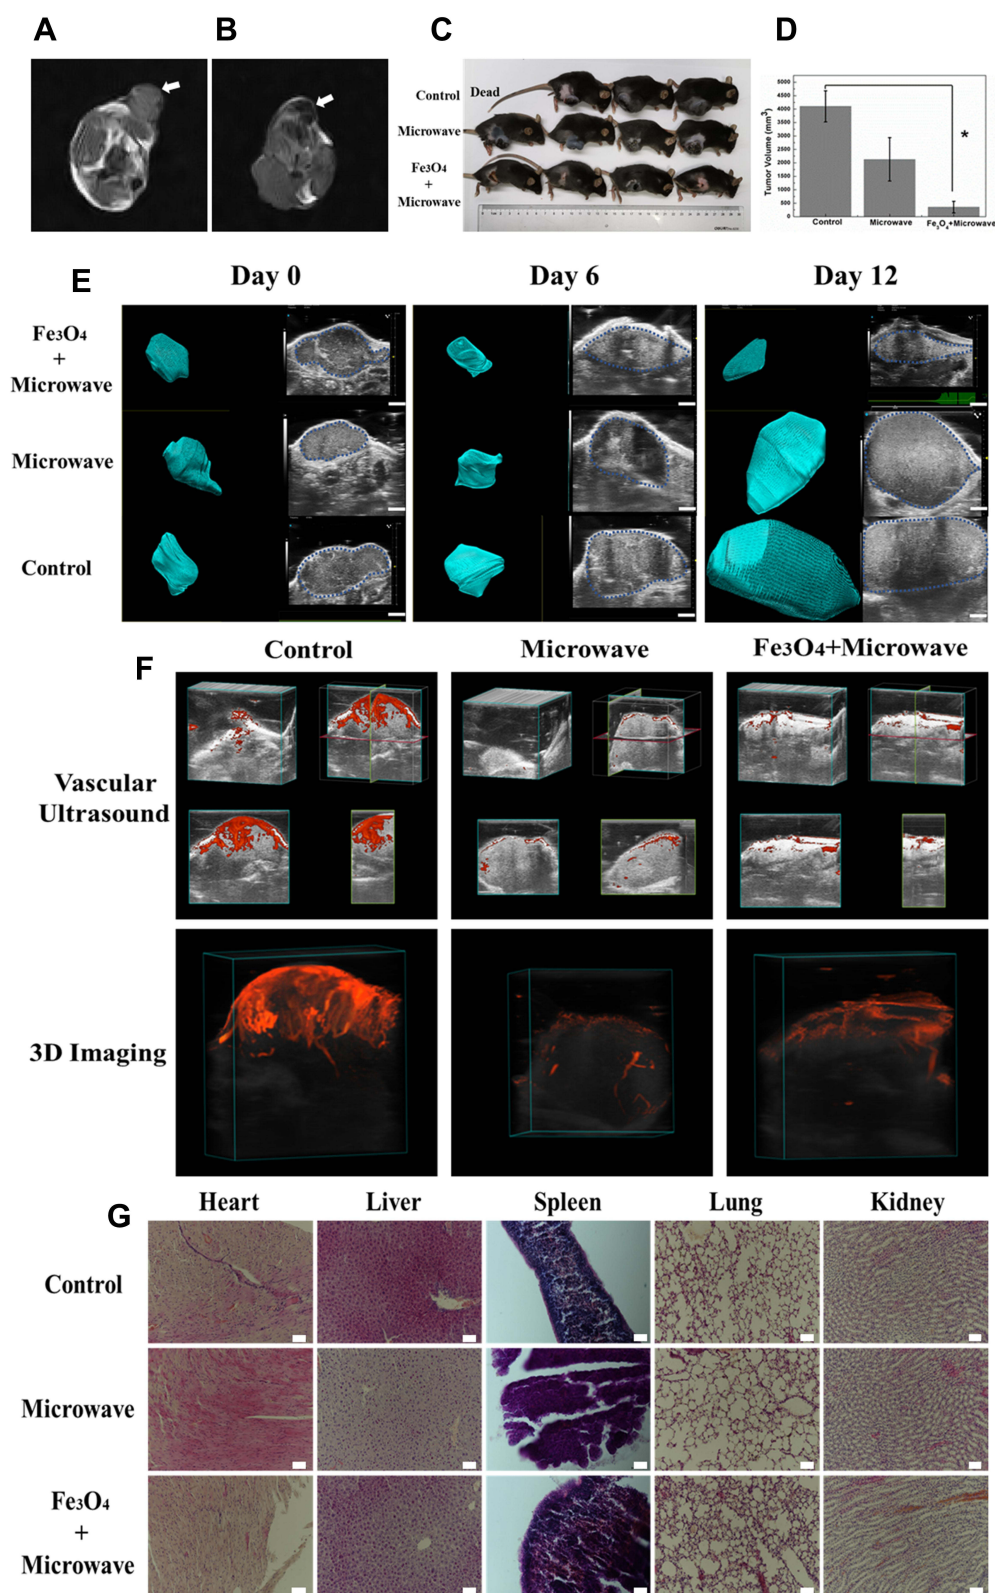 A
B
C
D
Control
Dead
Microwave
Fe3O4
+
Microwave
Tumor Volume (mm3)
5000
4500
4000
3500
3000
2500
2000
1500
1000
500
0
*
Control
Microwave
Fe3O4+Microwave
E
Day 0
Day 6
Day 12
Fe3O4
+
Microwave
Microwave
Control
F
Control
Microwave
Fe3O4+Microwave
Vascular
Ultrasound
3D Imaging
G
Heart
Liver
Spleen
Lung
Kidney
Control
Microwave
Fe3O4
+
Microwave